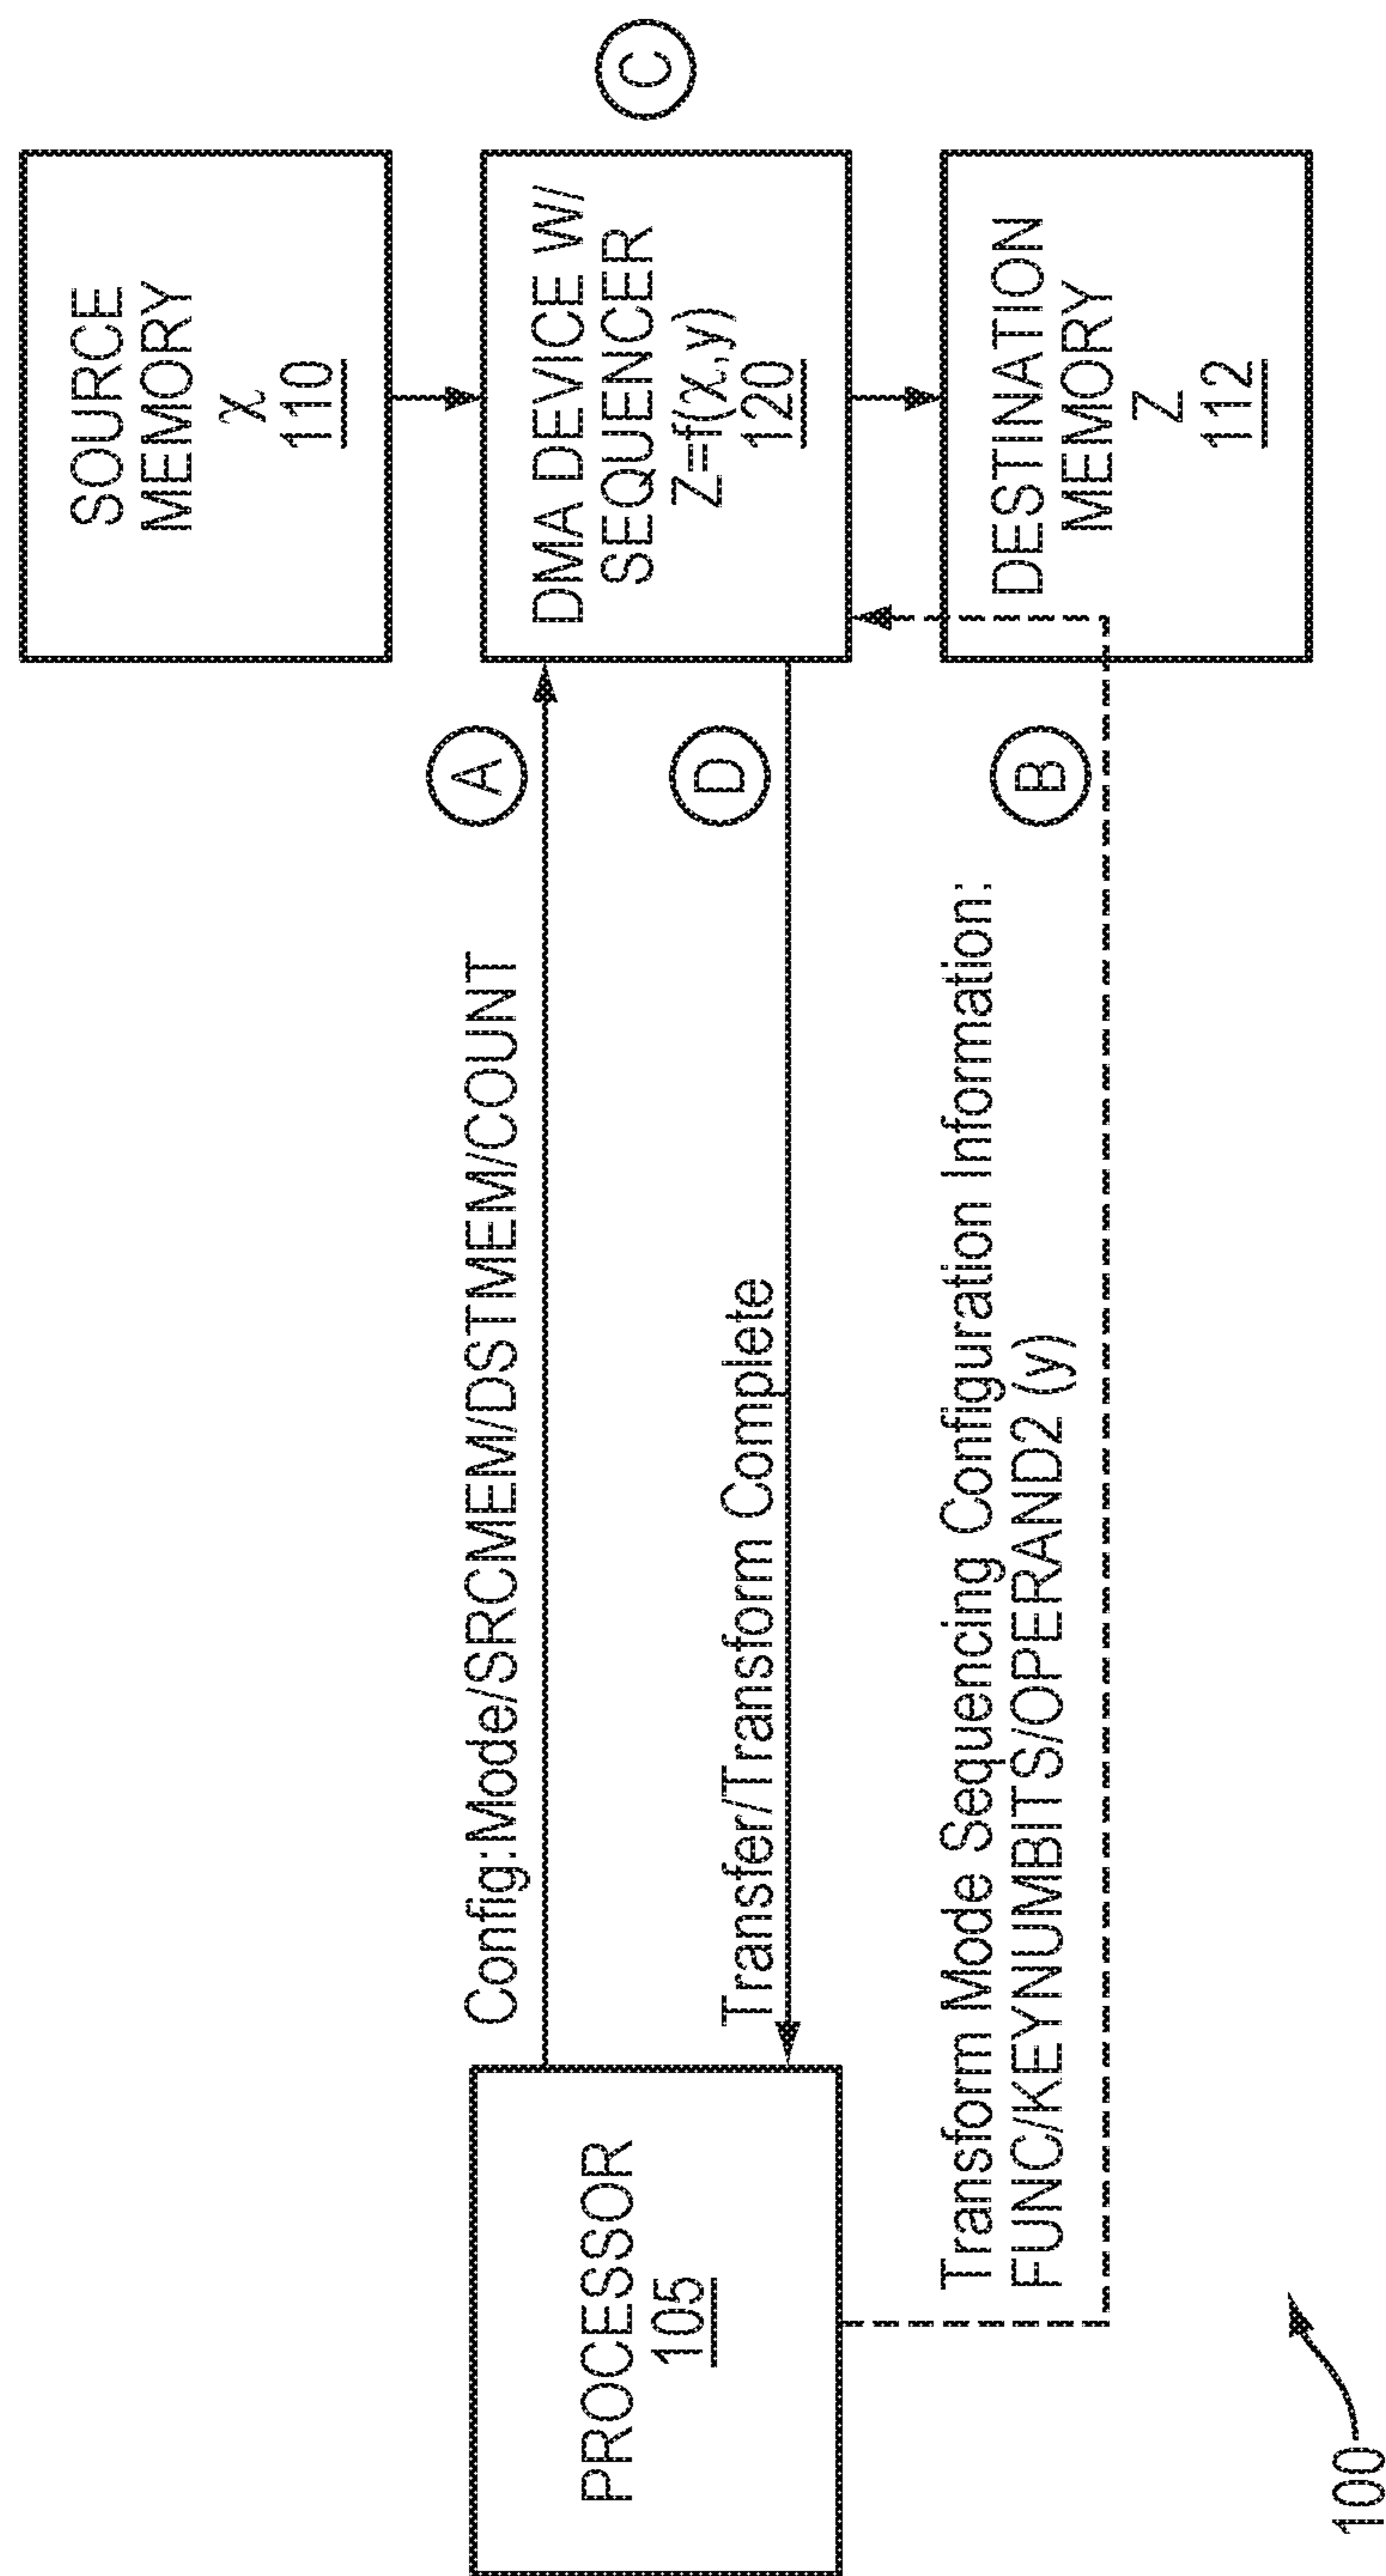 SOURCE
MEMORY
χ
110
C
Config:Mode/SRCMEM/DSTMEM/COUNT
A
DMA DEVICE W/
SEQUENCER
Z=f(χ,y)
120
PROCESSOR
105
Transfer/Transform Complete
D
Transform Mode Sequencing Configuration Information:
FUNC/KEYNUMBITS/OPERAND2 (y)
B
DESTINATION
MEMORY
Z
112
100